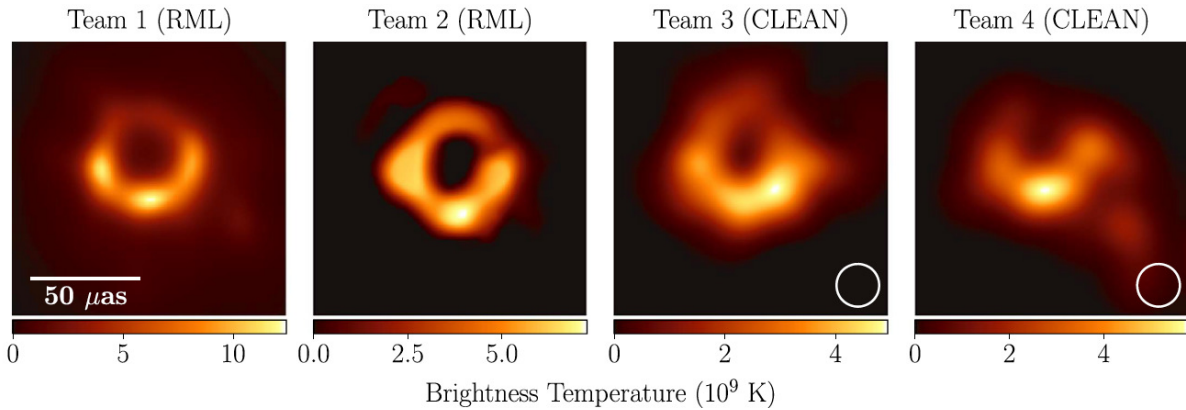 Team 1 (RML) Team 2 (RML) Team 3 (CLEAN) Team 4 (CLEAN)
50 μas
0 5 10 0.0 2.5 5.0 0 2 4 0 2 4
Brightness Temperature (10⁹ K)